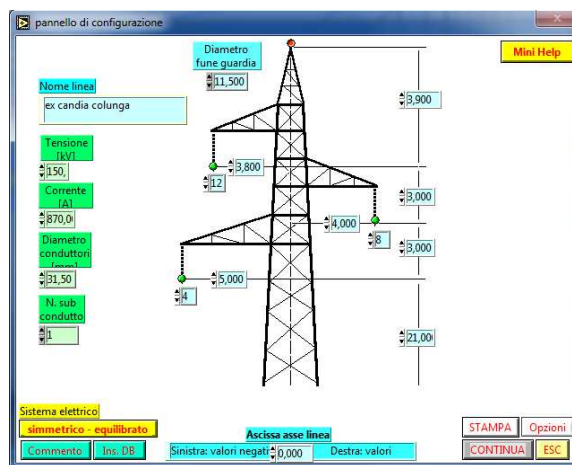 pannello di configurazione
Diametro
fune guardia
11,500
Mini Help
Nome linea
ex candia colunga
3,900
Tensione
[kV]
150,
3,800
12
3,000
Corrente
[A]
870,0
4,000
8
3,000
Diametro
conduttori
[mm]
31,50
5,000
4
N. sub
condutto
1
21,00
Sistema elettrico
simmetrico - equilibrato
Commento
Ins. DB
Ascissa asse linea
Sinistra: valori negati
0,000
Destra: valori
STAMPA
Opzioni
CONTINUA
ESC